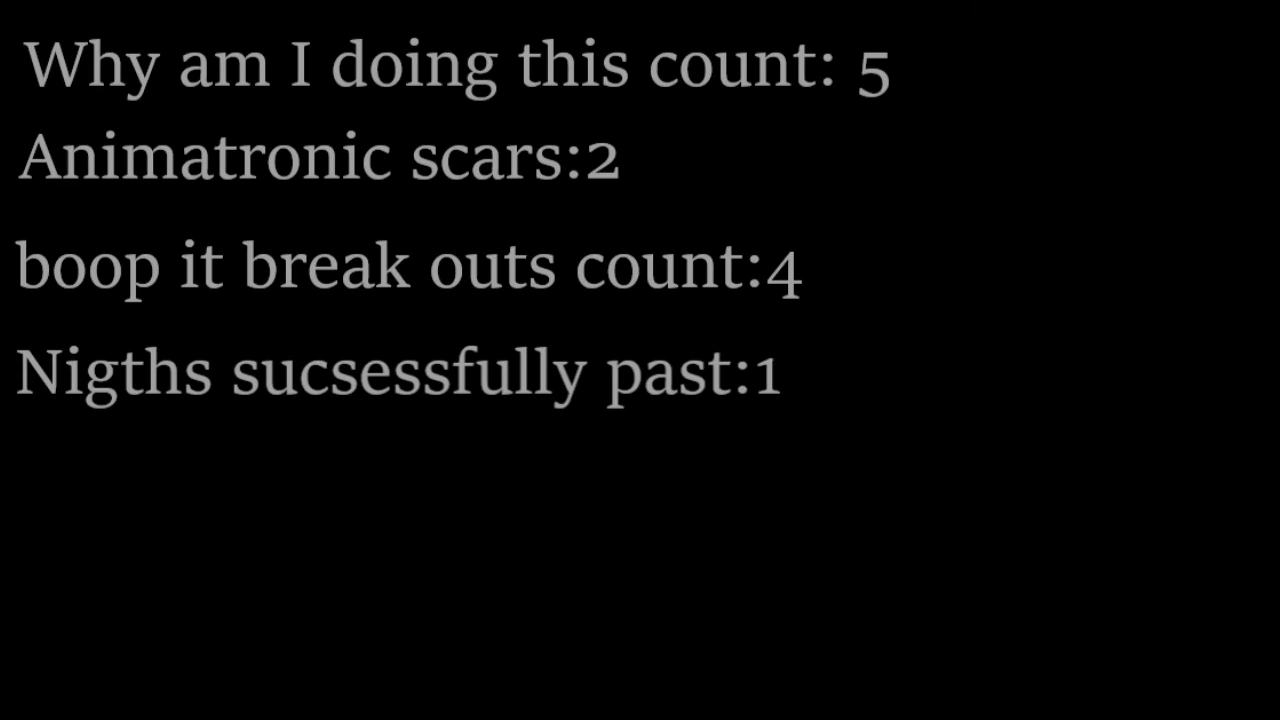 Why am I doing this count: 5
Animatronic scars:2
boop it break outs count:4
Nigths sucsessfully past:1